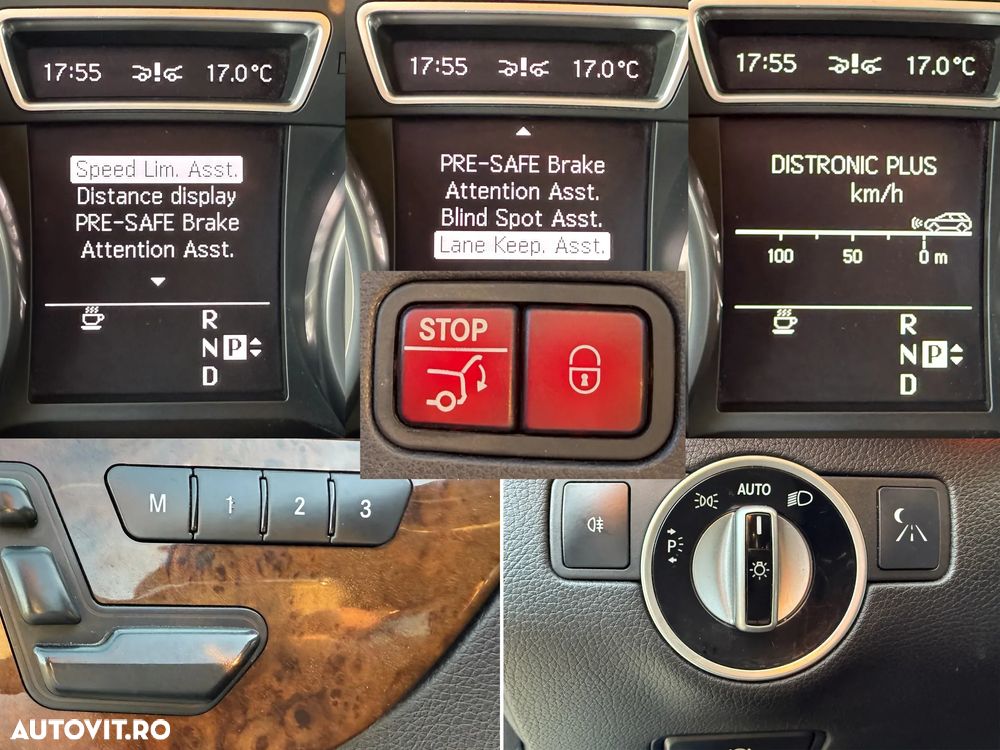 17:55 17.0°C
Speed Lim. Asst.
Distance display
PRE-SAFE Brake
Attention Asst.
R
N P
D
17:55 17.0°C
PRE-SAFE Brake
Attention Asst.
Blind Spot Asst.
Lane Keep. Asst.
17:55 17.0°C
DISTRONIC PLUS
km/h
100 50 0 m
R
N P
D
STOP
M 1 2 3
AUTO
P
AUTOVIT.RO